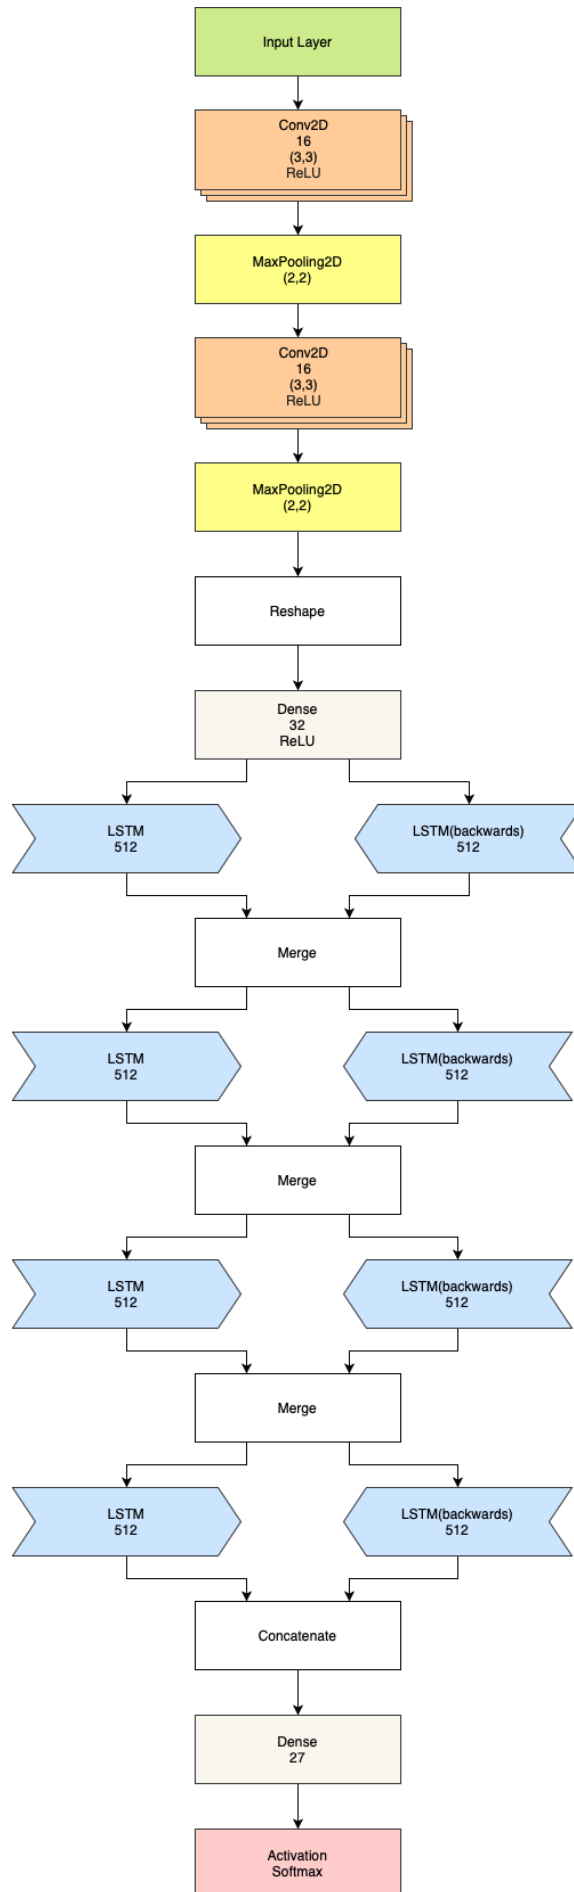 Input Layer
Conv2D
16
(3,3)
ReLU
MaxPooling2D
(2,2)
Conv2D
16
(3,3)
ReLU
MaxPooling2D
(2,2)
Reshape
Dense
32
ReLU
LSTM
512
LSTM(backwards)
512
Merge
LSTM
512
LSTM(backwards)
512
Merge
LSTM
512
LSTM(backwards)
512
Merge
LSTM
512
LSTM(backwards)
512
Concatenate
Dense
27
Activation
Softmax